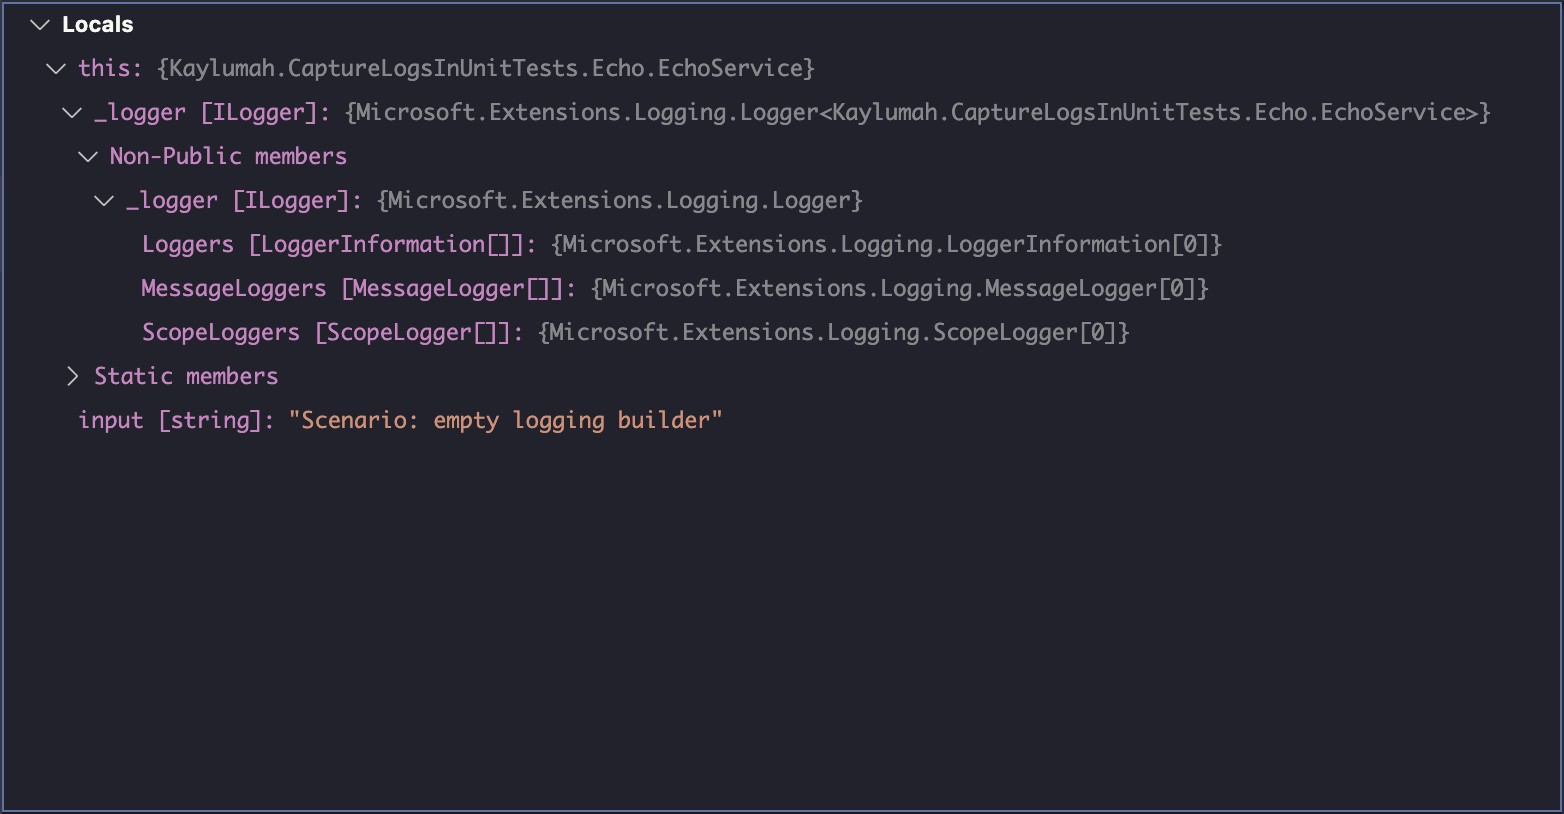 Locals
this: {Kaylumah.CaptureLogsInUnitTests.Echo.EchoService}
_logger [ILogger]: {Microsoft.Extensions.Logging.Logger<Kaylumah.CaptureLogsInUnitTests.Echo.EchoService>}
Non-Public members
_logger [ILogger]: {Microsoft.Extensions.Logging.Logger}
Loggers [LoggerInformation[]]: {Microsoft.Extensions.Logging.LoggerInformation[0]}
MessageLoggers [MessageLogger[]]: {Microsoft.Extensions.Logging.MessageLogger[0]}
ScopeLoggers [ScopeLogger[]]: {Microsoft.Extensions.Logging.ScopeLogger[0]}
Static members
input [string]: "Scenario: empty logging builder"